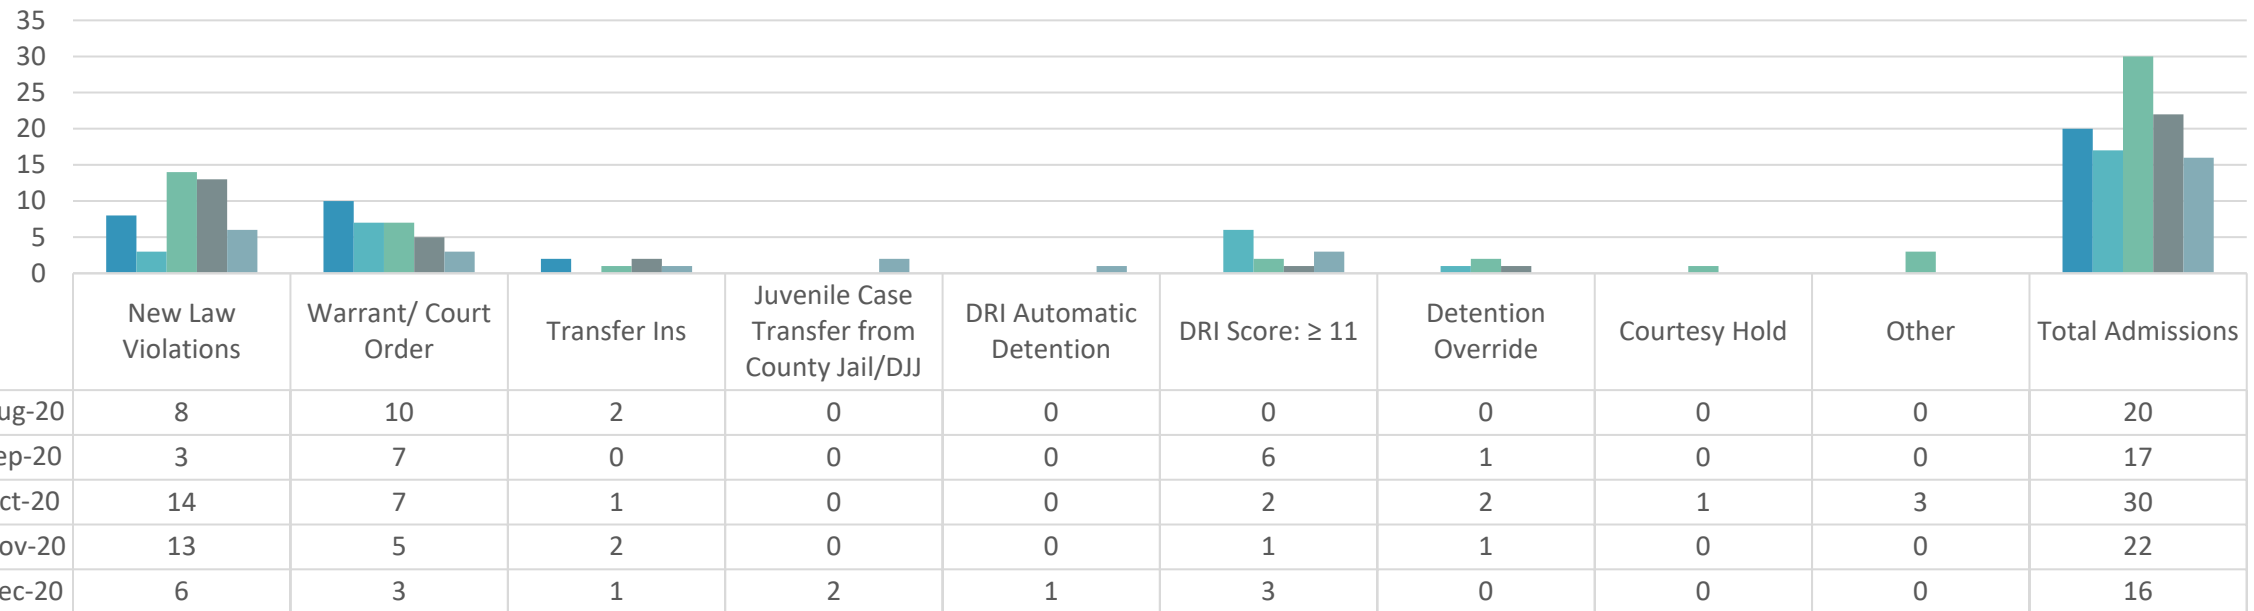 35
30
25
20
15
10
5
0
New Law Violations
Warrant/ Court Order
Transfer Ins
Juvenile Case Transfer from County Jail/DJJ
DRI Automatic Detention
DRI Score: ≥ 11
Detention Override
Courtesy Hold
Other
Total Admissions
ug-20 8 10 2 0 0 0 0 0 0 20
ep-20 3 7 0 0 0 6 1 0 0 17
ct-20 14 7 1 0 0 2 2 1 3 30
ov-20 13 5 2 0 0 1 1 0 0 22
ec-20 6 3 1 2 1 3 0 0 0 16